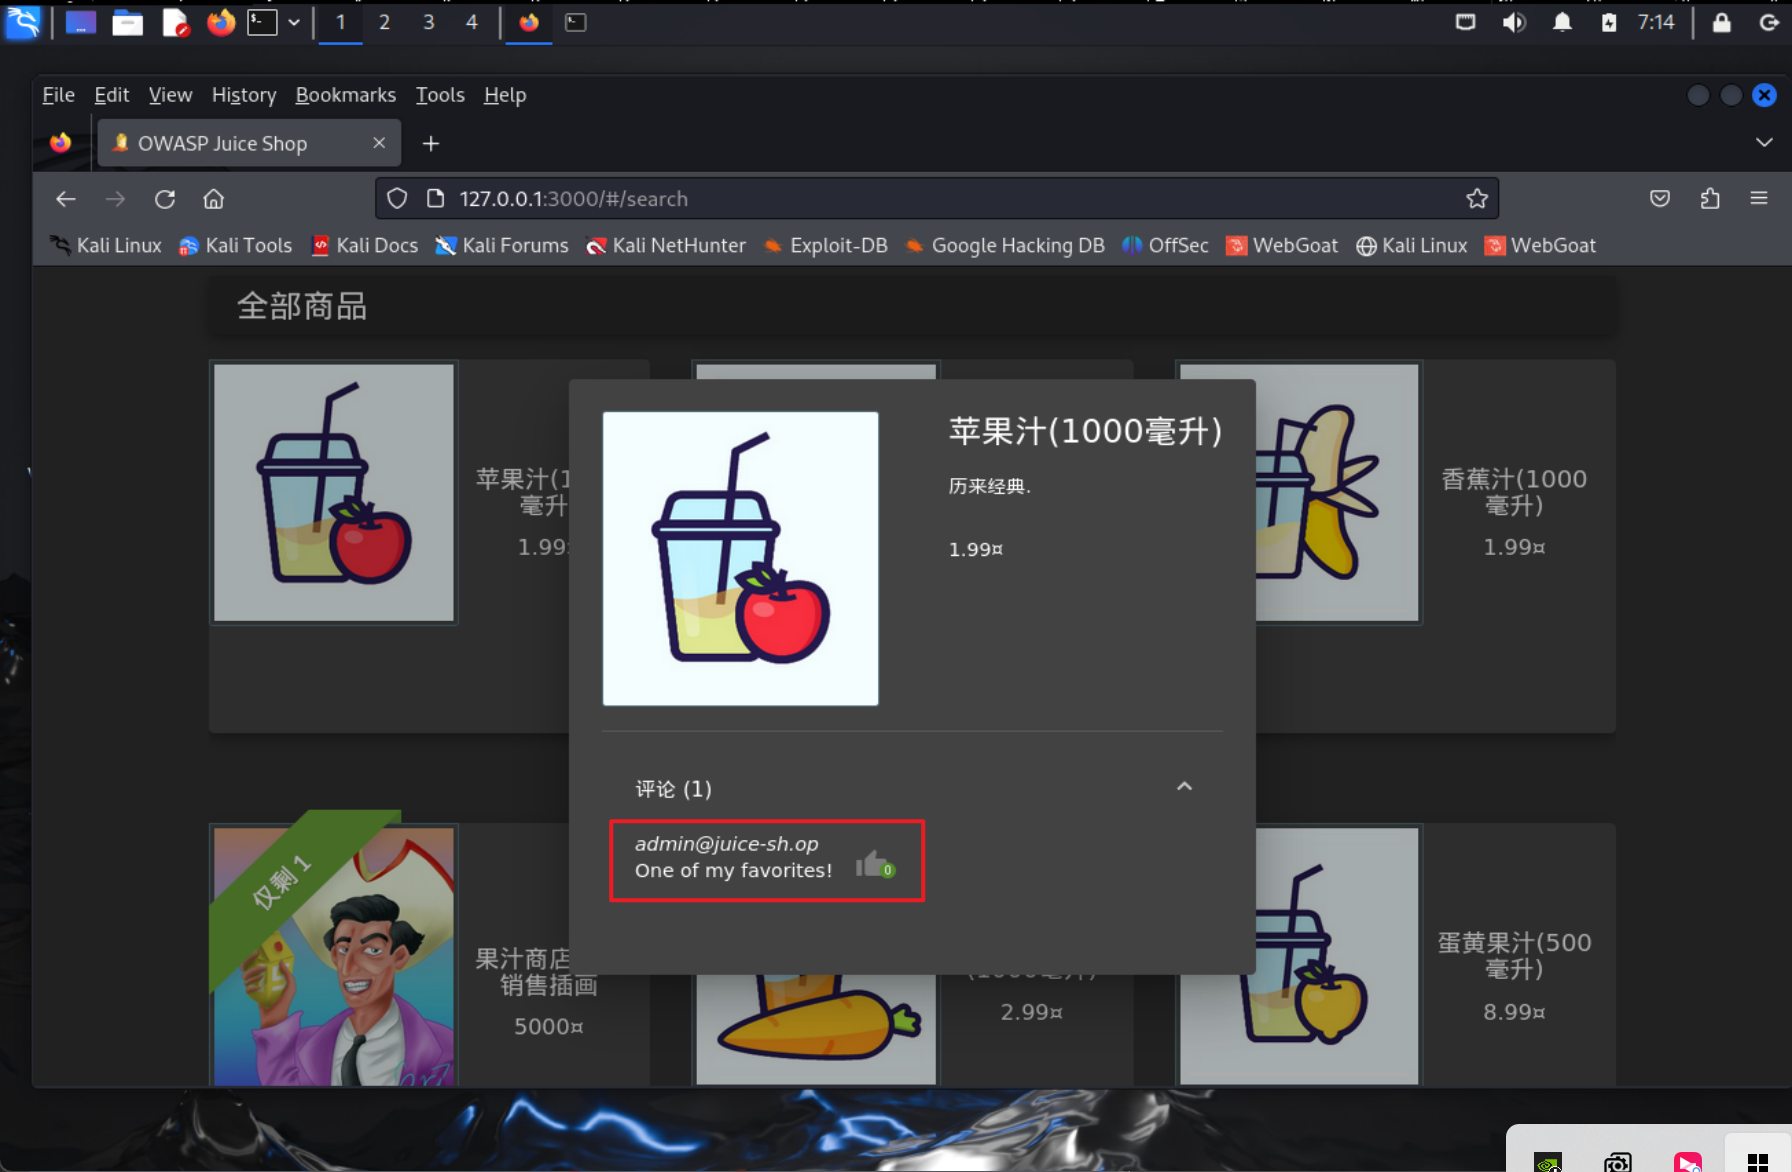 1 2 3 4
7:14
File Edit View History Bookmarks Tools Help
OWASP Juice Shop
127.0.0.1:3000/#/search
Kali Linux Kali Tools Kali Docs Kali Forums Kali NetHunter Exploit-DB Google Hacking DB OffSec WebGoat Kali Linux WebGoat
全部商品
苹果汁(1
毫升
1.99
苹果汁(1000毫升)
历来经典.
1.99¤
香蕉汁(1000
毫升)
1.99¤
评论 (1)
admin@juice-sh.op
One of my favorites!
0
仅剩 1
果汁商店
销售插画
5000¤
2.99¤
蛋黄果汁(500
毫升)
8.99¤